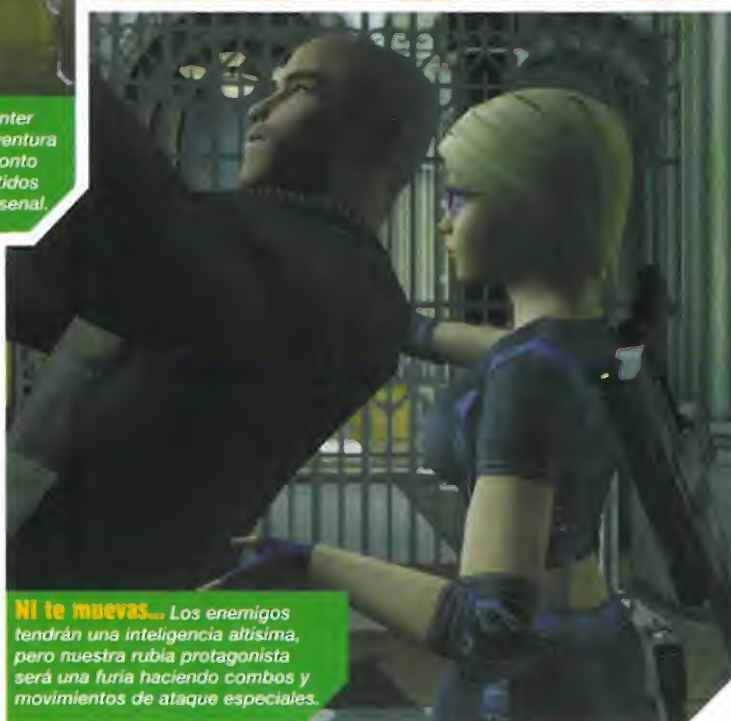 nter
ventura
onto
tidos
senal.
Ni te muevas... Los enemigos
tendrán una inteligencia altísima,
pero nuestra rubia protagonista
será una furia haciendo combos y
movimientos de ataque especiales.